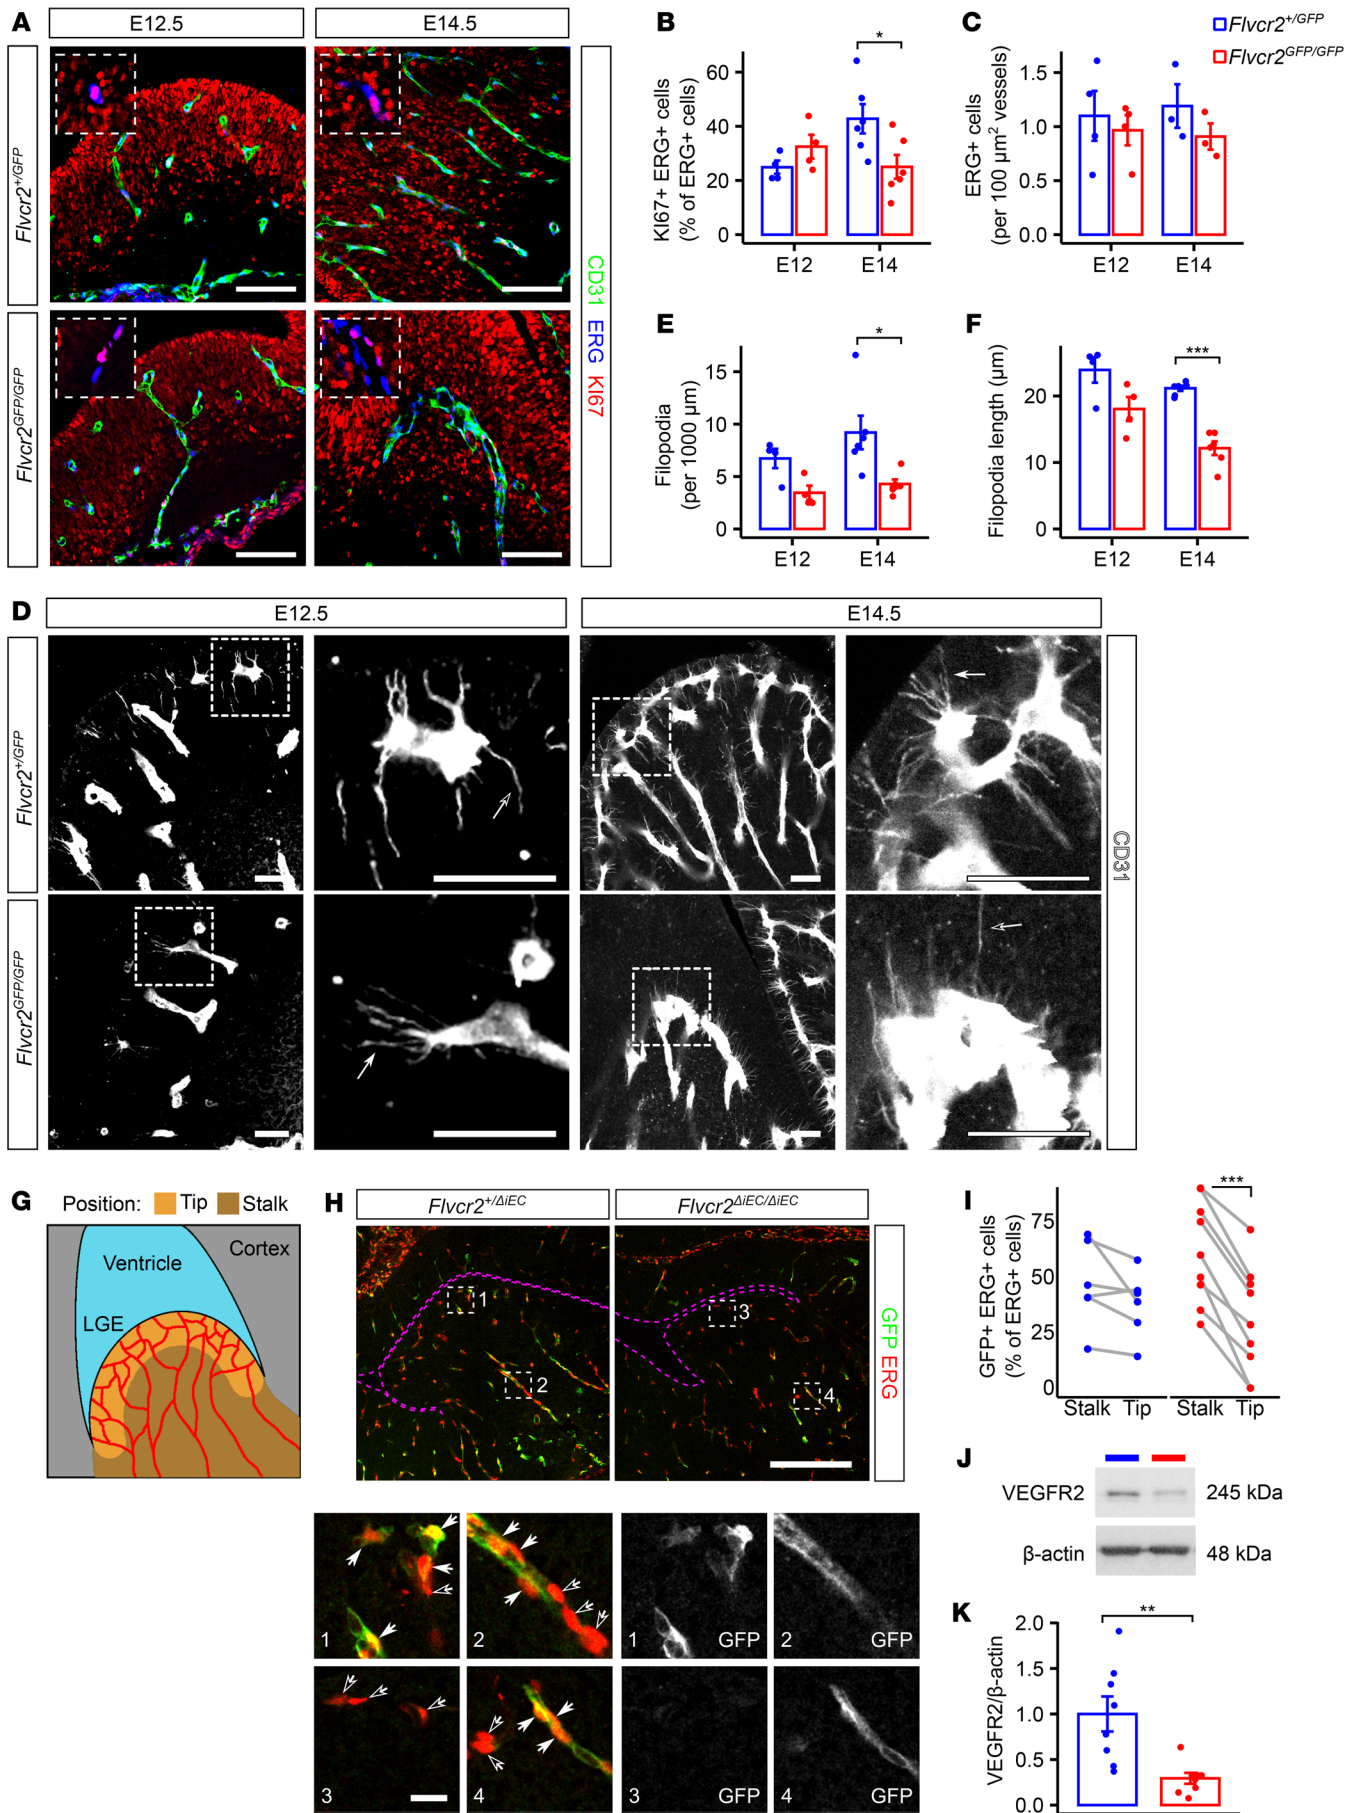 A
E12.5
E14.5
Flvcr2+/GFP
Flvcr2GFP/GFP
CD31 ERG KI67
B
KI67+ ERG+ cells
(% of ERG+ cells)
60
40
20
0
*
E12
E14
C
Flvcr2+/GFP
Flvcr2GFP/GFP
ERG+ cells
(per 100 µm2 vessels)
1.5
1.0
0.5
0.0
E12
E14
E
Filopodia
(per 1000 µm)
15
10
5
0
*
E12
E14
F
Filopodia length (µm)
20
10
0
***
E12
E14
D
E12.5
E14.5
Flvcr2+/GFP
Flvcr2GFP/GFP
CD31
G
Position: Tip Stalk
Ventricle
Cortex
LGE
H
Flvcr2+/ΔiEC
Flvcr2ΔiEC/ΔiEC
1
2
3
4
GFP ERG
1
2
1 GFP
2 GFP
3
4
3 GFP
4 GFP
I
GFP+ ERG+ cells
(% of ERG+ cells)
75
50
25
0
***
Stalk Tip
Stalk Tip
J
VEGFR2
245 kDa
β-actin
48 kDa
K
VEGFR2/β-actin
2.0
1.5
1.0
0.5
0.0
**